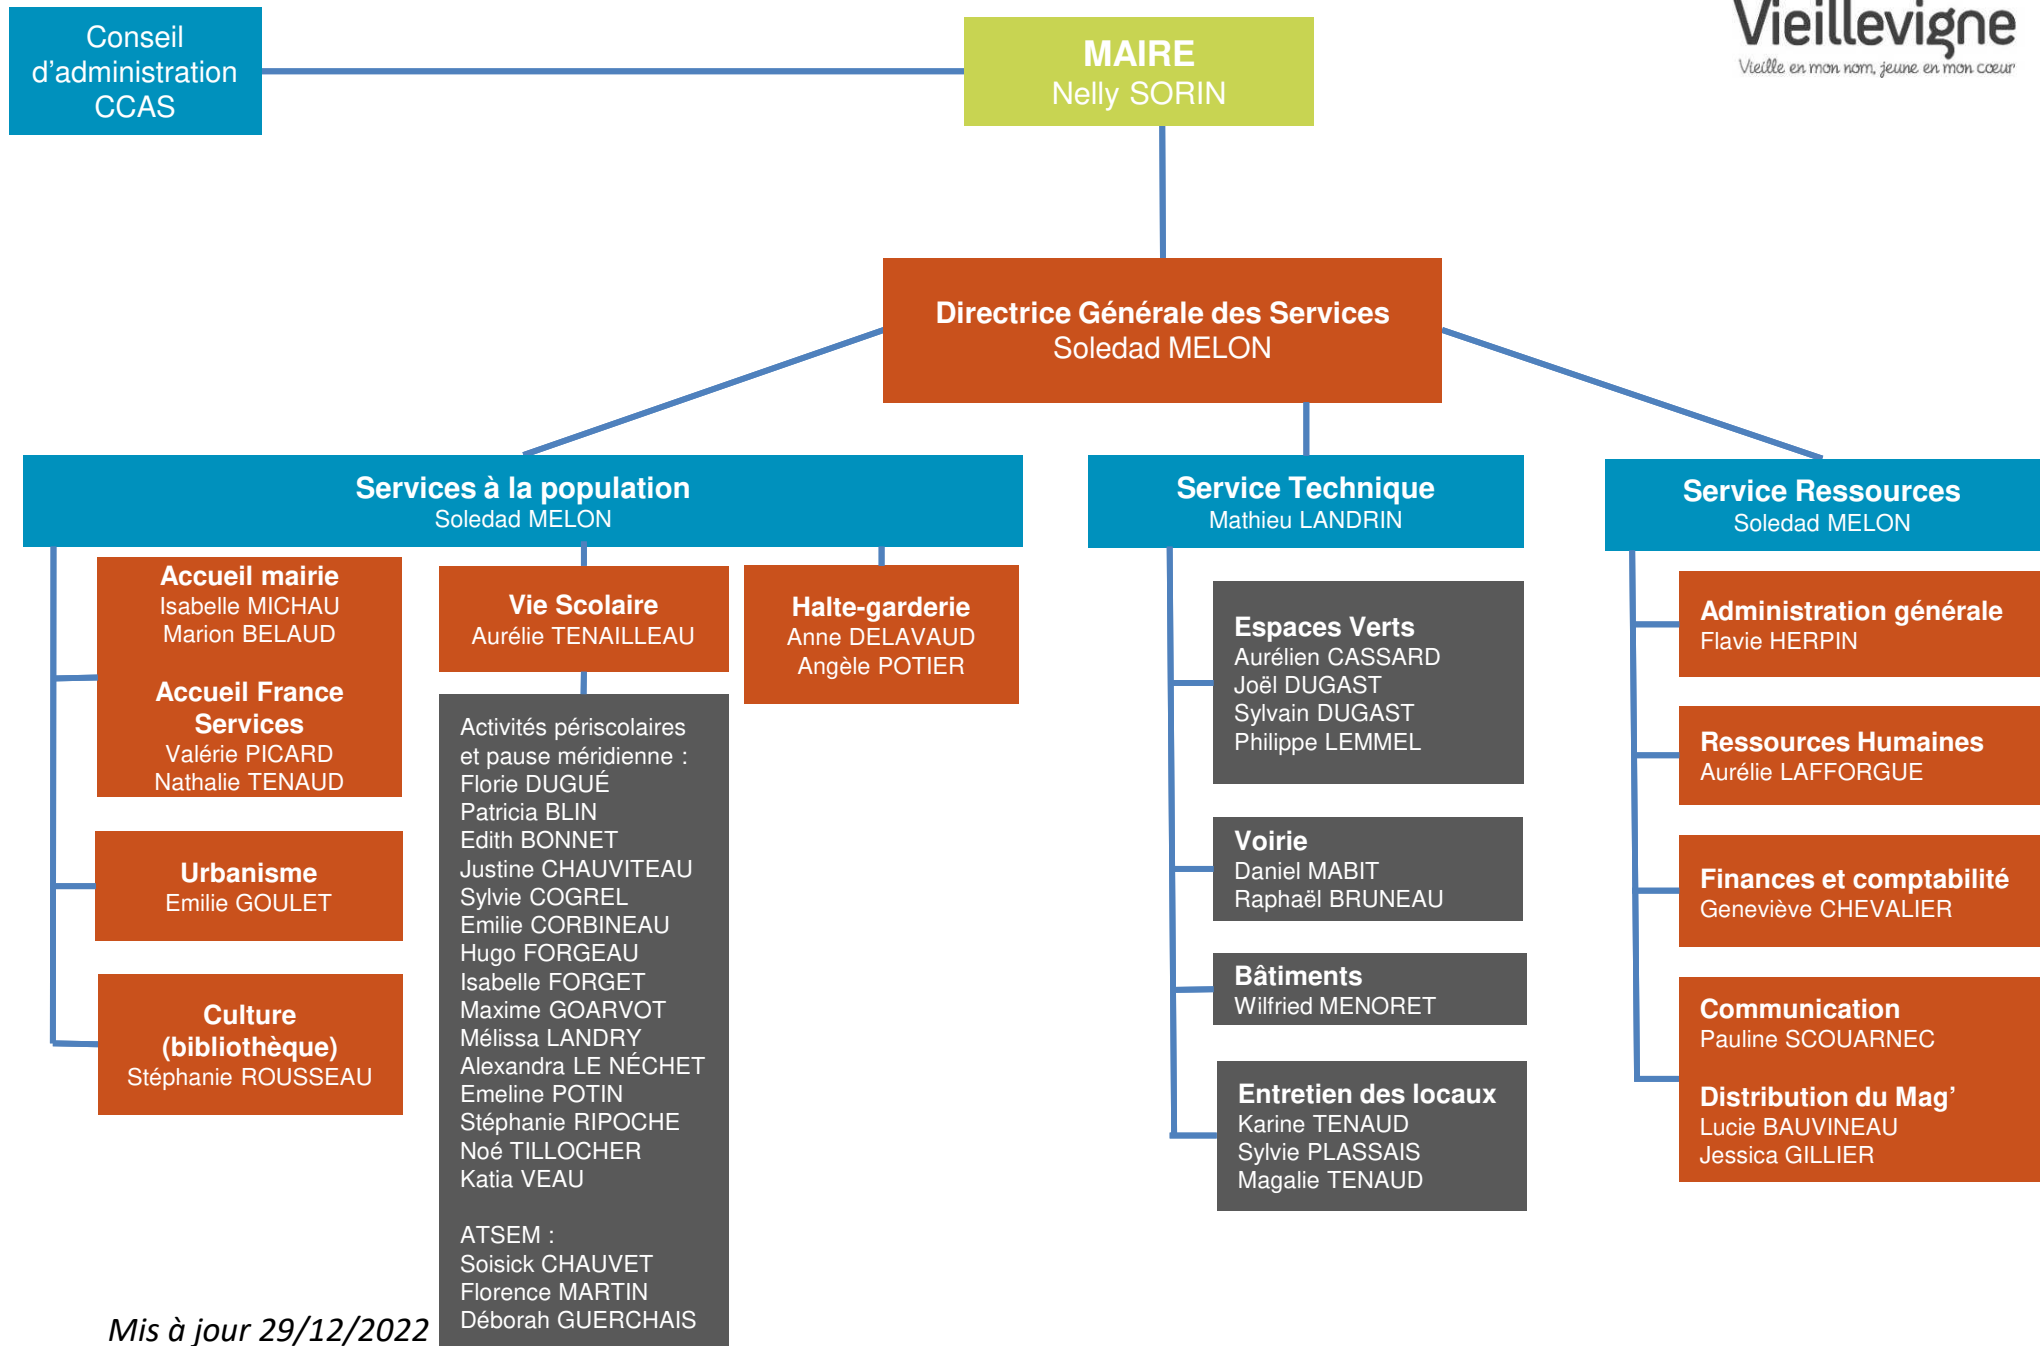 Conseil
d'administration
CCAS
MAIRE
Nelly SORIN
Vieillevigne
Vieille en mon nom, jeune en mon cœur
Directrice Générale des Services
Soledad MELON
Services à la population
Soledad MELON
Accueil mairie
Isabelle MICHAU
Marion BELAUD
Accueil France
Services
Valérie PICARD
Nathalie TENAUD
Urbanisme
Emilie GOULET
Culture
(bibliothèque)
Stéphanie ROUSSEAU
Vie Scolaire
Aurélie TENAILLEAU
Activités périscolaires
et pause méridienne :
Florie DUGUÉ
Patricia BLIN
Edith BONNET
Justine CHAUVITEAU
Sylvie COGREL
Emilie CORBINEAU
Hugo FORGEAU
Isabelle FORGET
Maxime GOARVOT
Mélissa LANDRY
Alexandra LE NÉCHET
Emeline POTIN
Stéphanie RIPOCHE
Noé TILLOCHER
Katia VEAU
ATSEM :
Soisick CHAUVET
Florence MARTIN
Déborah GUERCHAIS
Halte-garderie
Anne DELAVAUD
Angèle POTIER
Service Technique
Mathieu LANDRIN
Espaces Verts
Aurélien CASSARD
Joël DUGAST
Sylvain DUGAST
Philippe LEMMEL
Voirie
Daniel MABIT
Raphaël BRUNEAU
Bâtiments
Wilfried MENORET
Entretien des locaux
Karine TENAUD
Sylvie PLASSAIS
Magalie TENAUD
Service Ressources
Soledad MELON
Administration générale
Flavie HERPIN
Ressources Humaines
Aurélie LAFFORGUE
Finances et comptabilité
Geneviève CHEVALIER
Communication
Pauline SCOUARNEC
Distribution du Mag’
Lucie BAUVINEAU
Jessica GILLIER
Mis à jour 29/12/2022